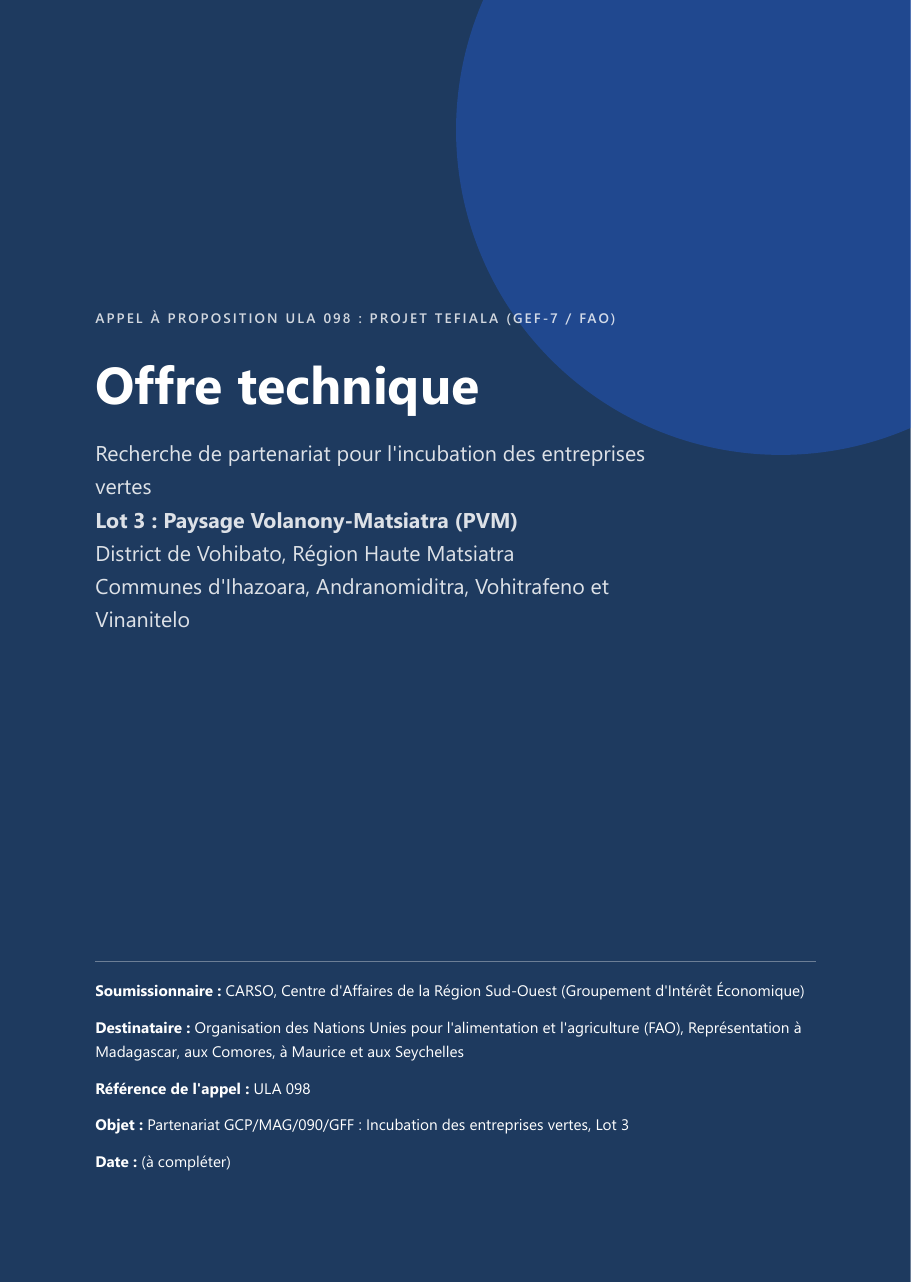 APPEL À PROPOSITION ULA 098 : PROJET TEFIALA (GEF-7 / FAO)
Offre technique
Recherche de partenariat pour l'incubation des entreprises
vertes
Lot 3 : Paysage Volanony-Matsiatra (PVM)
District de Vohibato, Région Haute Matsiatra
Communes d'Ihazoara, Andranomiditra, Vohitrafeno et
Vinanitelo
Soumissionnaire : CARSO, Centre d'Affaires de la Région Sud-Ouest (Groupement d'Intérêt Économique)
Destinataire : Organisation des Nations Unies pour l'alimentation et l'agriculture (FAO), Représentation à
Madagascar, aux Comores, à Maurice et aux Seychelles
Référence de l'appel : ULA 098
Objet : Partenariat GCP/MAG/090/GFF : Incubation des entreprises vertes, Lot 3
Date : (à compléter)